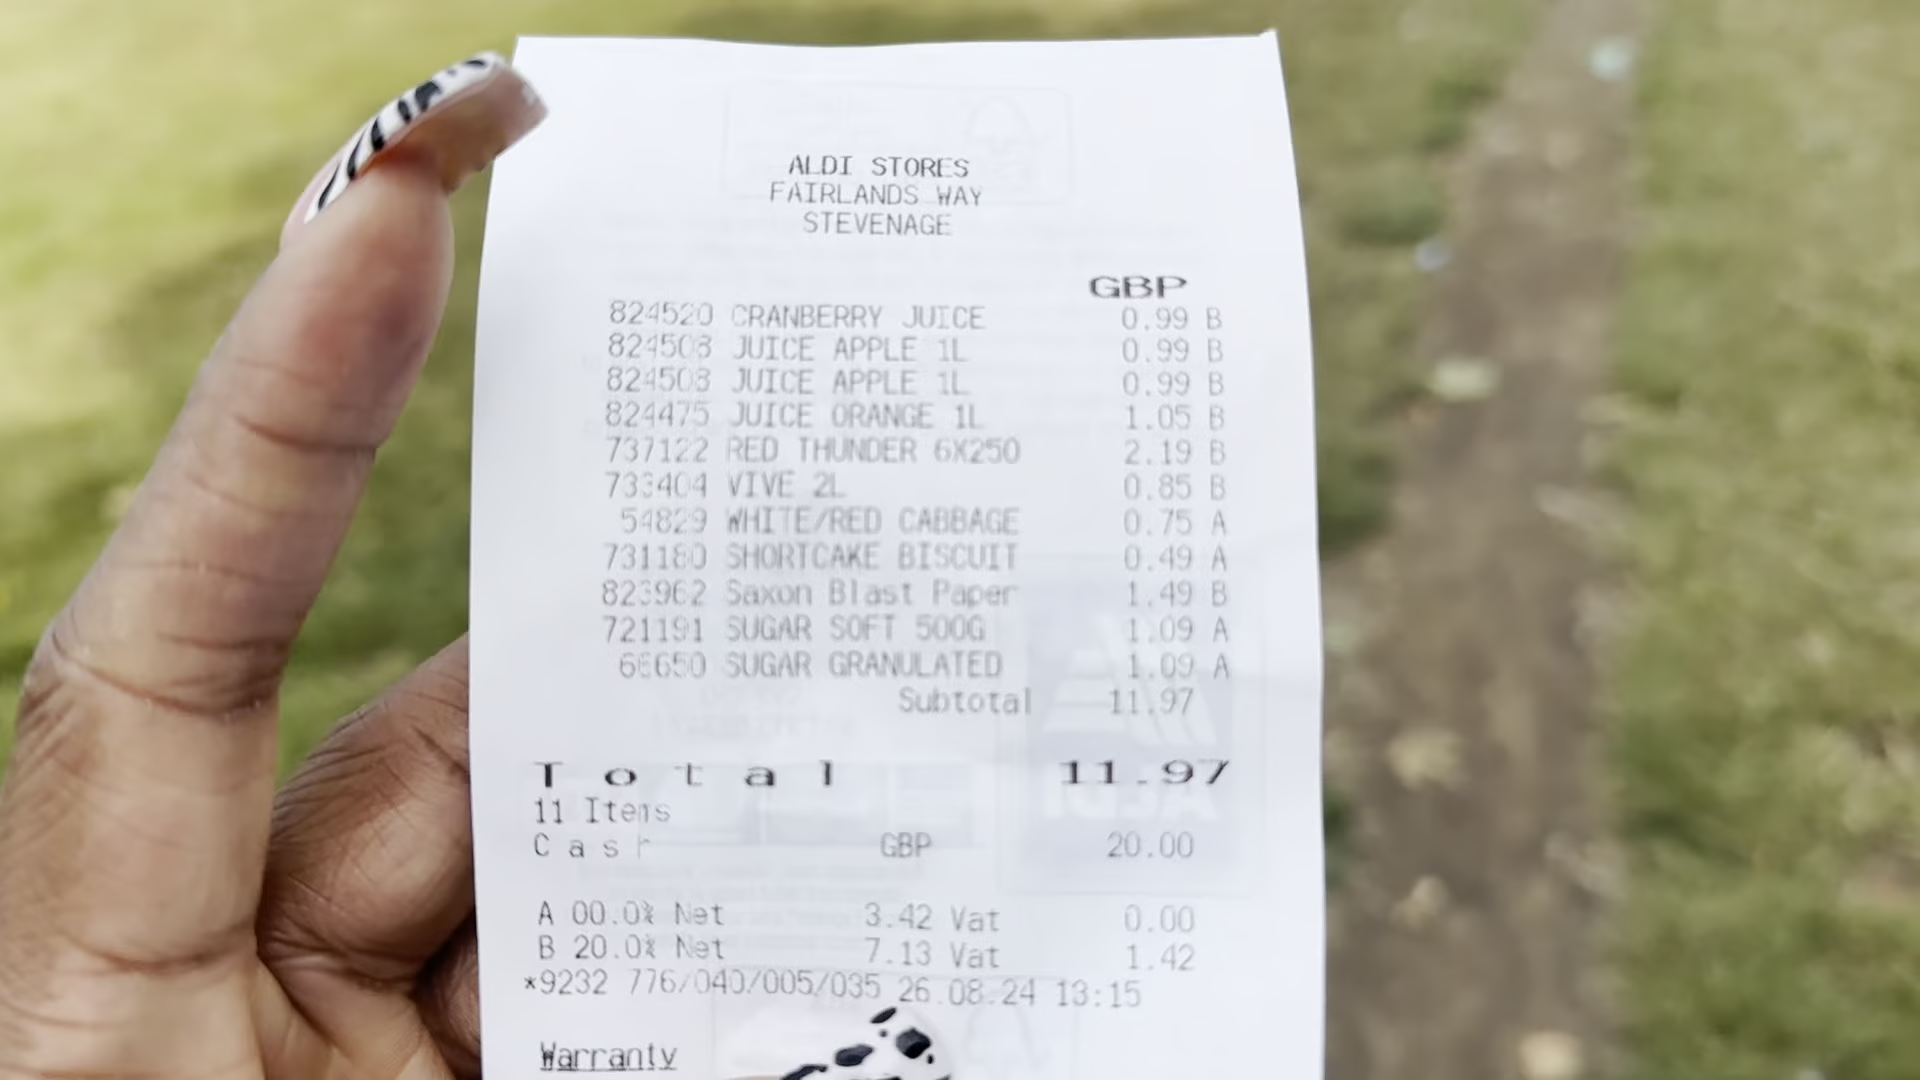 ALDI STORES
FAIRLANDS WAY
STEVENAGE
GBP
824520 CRANBERRY JUICE 0.99 B
824508 JUICE APPLE 1L 0.99 B
824508 JUICE APPLE 1L 0.99 B
824475 JUICE ORANGE 1L 1.05 B
737122 RED THUNDER 6X250 2.19 B
733404 VIVE 2L 0.85 B
54829 WHITE/RED CABBAGE 0.75 A
731180 SHORTCAKE BISCUIT 0.49 A
823962 Saxon Blast Paper 1.49 B
721191 SUGAR SOFT 500G 1.09 A
66650 SUGAR GRANULATED 1.09 A
Subtotal 11.97
Total 11.97
11 Items
Cash GBP 20.00
A 00.0% Net 3.42 Vat 0.00
B 20.0% Net 7.13 Vat 1.42
*9232 776/040/005/035 26.08.24 13:15
Warranty